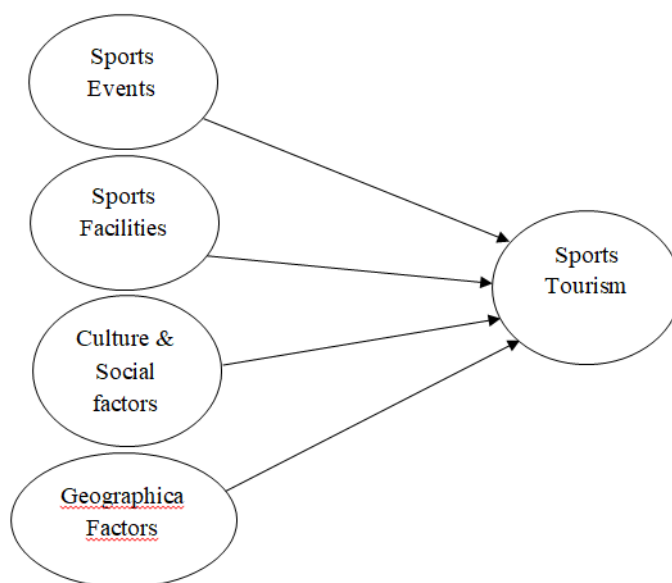 Sports
Events
Sports
Facilities
Culture &
Social
factors
Geographica
Factors
Sports
Tourism